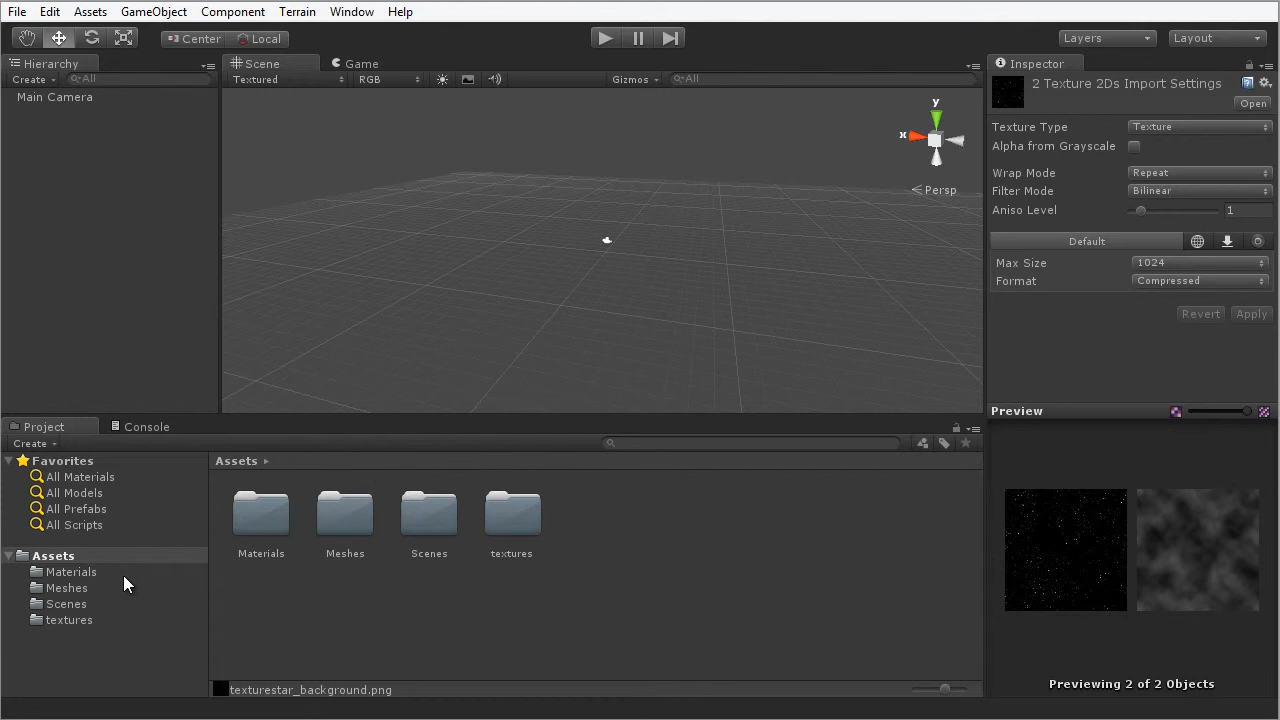 File Edit Assets GameObject Component Terrain Window Help
Center Local Layers Layout
Hierarchy Scene Game Inspector
Create All Textured RGB Gizmos All
Main Camera
2 Texture 2Ds Import Settings
Open
Texture Type Texture
Alpha from Grayscale
Wrap Mode Repeat
Filter Mode Bilinear
Aniso Level 1
Default
Max Size 1024
Format Compressed
Revert Apply
y
x
Persp
Preview
Previewing 2 of 2 Objects
Project Console
Create
Favorites
All Materials
All Models
All Prefabs
All Scripts
Assets
Materials
Meshes
Scenes
textures
Assets
Materials Meshes Scenes textures
texturestar_background.png